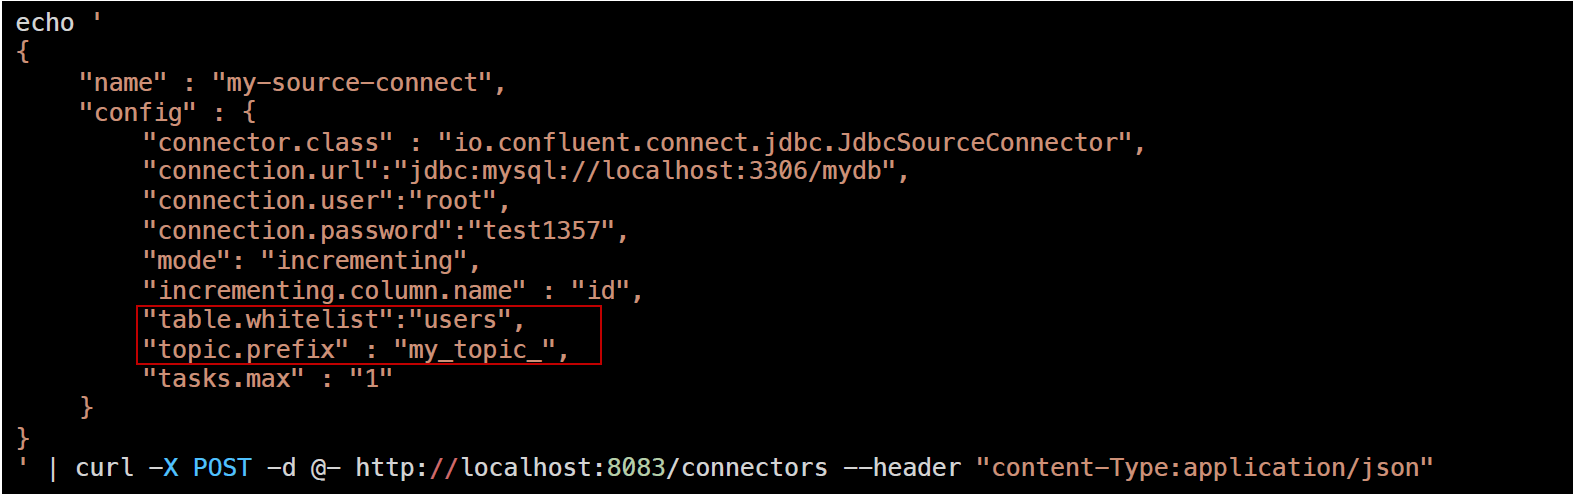 echo '
{
"name" : "my-source-connect",
"config" : {
"connector.class" : "io.confluent.connect.jdbc.JdbcSourceConnector",
"connection.url":"jdbc:mysql://localhost:3306/mydb",
"connection.user":"root",
"connection.password":"test1357",
"mode": "incrementing",
"incrementing.column.name" : "id",
"table.whitelist":"users",
"topic.prefix" : "my_topic_",
"tasks.max" : "1"
}
}
' | curl -X POST -d @- http://localhost:8083/connectors --header "content-Type:application/json"